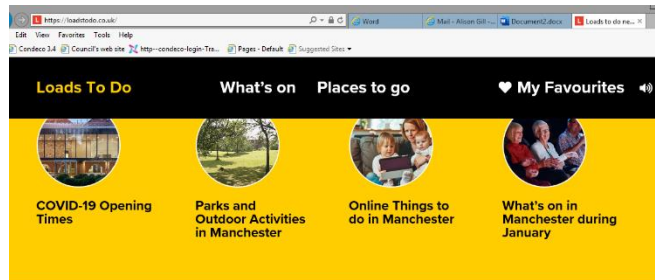 https://loadstodo.co.uk/
Word
Mail - Alison Gill -...
Document2.docx
Loads to do ne...
Edit View Favorites Tools Help
Condeco 3.4 Council's web site http--condeco-login-Tra... Pages - Default Suggested Sites
Loads To Do What's on Places to go My Favourites
COVID-19 Opening
Times
Parks and
Outdoor Activities
in Manchester
Online Things to
do in Manchester
What's on in
Manchester during
January